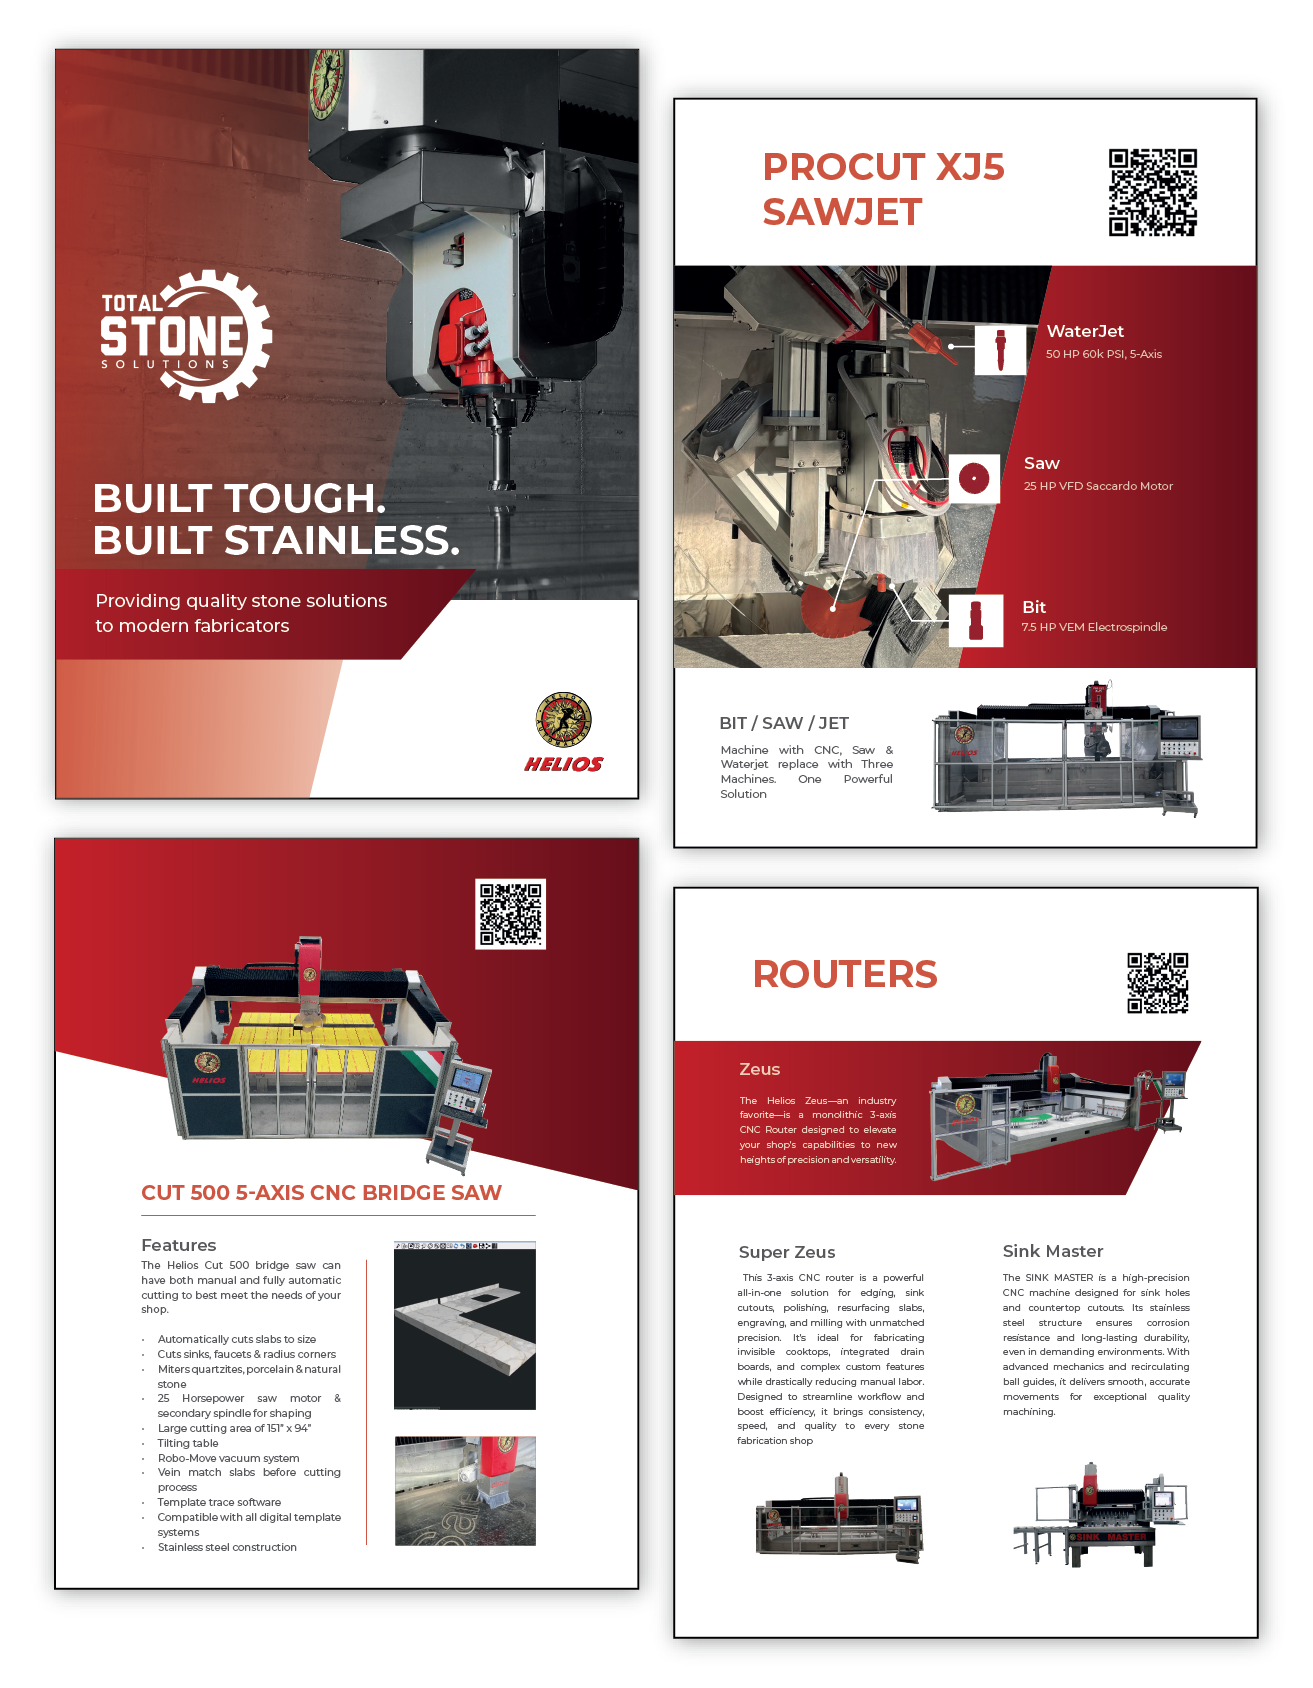 TOTAL
STONE
SOLUTIONS
BUILT TOUGH.
BUILT STAINLESS.
Providing quality stone solutions
to modern fabricators
HELIOS
AUTOMAZIONI
HELIOS
PROCUT XJ5
SAWJET
WaterJet
50 HP 60k PSI, 5-Axis
Saw
25 HP VFD Saccardo Motor
Bit
7.5 HP VEM Electrospindle
BIT / SAW / JET
Machine with CNC, Saw &
Waterjet replace with Three
Machines. One Powerful
Solution
HELIOS
HELIOS
CUT 500 5-AXIS CNC BRIDGE SAW
Features
The Helios Cut 500 bridge saw can
have both manual and fully automatic
cutting to best meet the needs of your
shop.
• Automatically cuts slabs to size
• Cuts sinks, faucets & radius corners
• Miters quartzites, porcelain & natural
stone
• 25 Horsepower saw motor &
secondary spindle for shaping
• Large cutting area of 151” x 94”
• Tilting table
• Robo-Move vacuum system
• Vein match slabs before cutting
process
• Template trace software
• Compatible with all digital template
systems
• Stainless steel construction
ROUTERS
Zeus
The Helios Zeus—an industry
favorite—is a monolithic 3-axis
CNC Router designed to elevate
your shop’s capabilities to new
heights of precision and versatility.
Super Zeus
This 3-axis CNC router is a powerful
all-in-one solution for edging, sink
cutouts, polishing, resurfacing slabs,
engraving, and milling with unmatched
precision. It’s ideal for fabricating
invisible cooktops, integrated drain
boards, and complex custom features
while drastically reducing manual labor.
Designed to streamline workflow and
boost efficiency, it brings consistency,
speed, and quality to every stone
fabrication shop
Sink Master
The SINK MASTER is a high-precision
CNC machine designed for sink holes
and countertop cutouts. Its stainless
steel structure ensures corrosion
resistance and long-lasting durability,
even in demanding environments. With
advanced mechanics and recirculating
ball guides, it delivers smooth, accurate
movements for exceptional quality
machining.
SINK MASTER